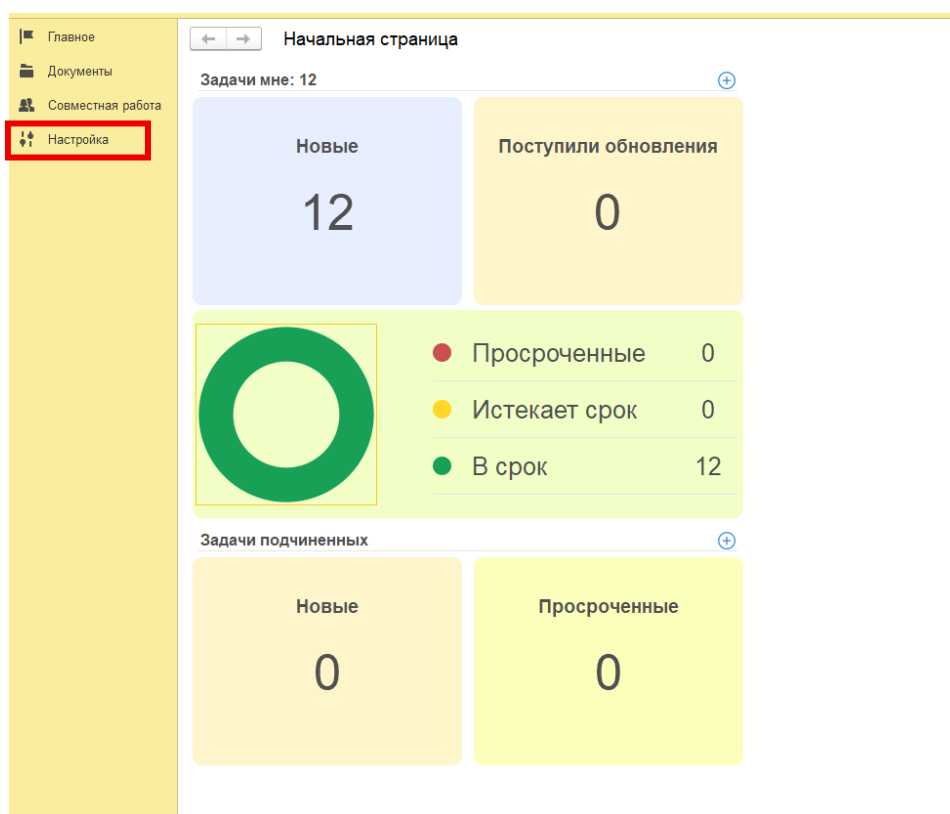 Главное
Документы
Совместная работа
Настройка
Начальная страница
Задачи мне: 12
Новые
12
Поступили обновления
0
Просроченные 0
Истекает срок 0
В срок 12
Задачи подчиненных
Новые
0
Просроченные
0